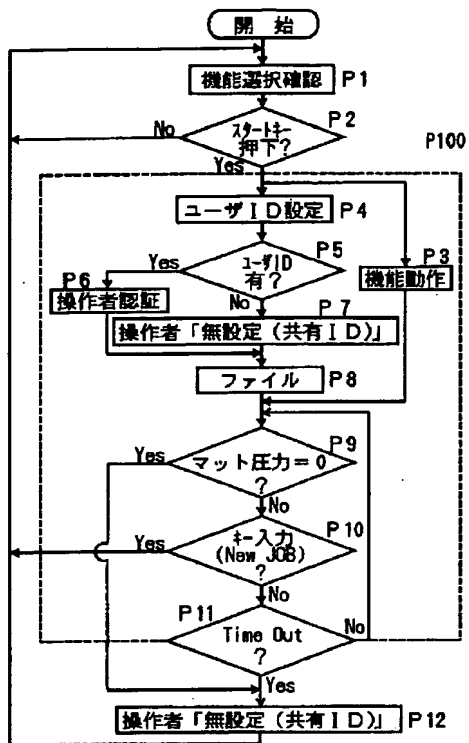 開 始
機能選択確認 P1
P2
No
スタートキー
押下?
P100
Yes
ユーザID設定 P4
P5
P3
Yes
ユーザID
有?
機能動作
P6
操作者認証
No
P7
操作者「無設定(共有ID)」
ファイル P8
P9
Yes
マット圧力=0
?
No
P10
Yes
キー入力
(New JOB)
?
No
P11
Time Out
No
?
Yes
操作者「無設定(共有ID)」 P12